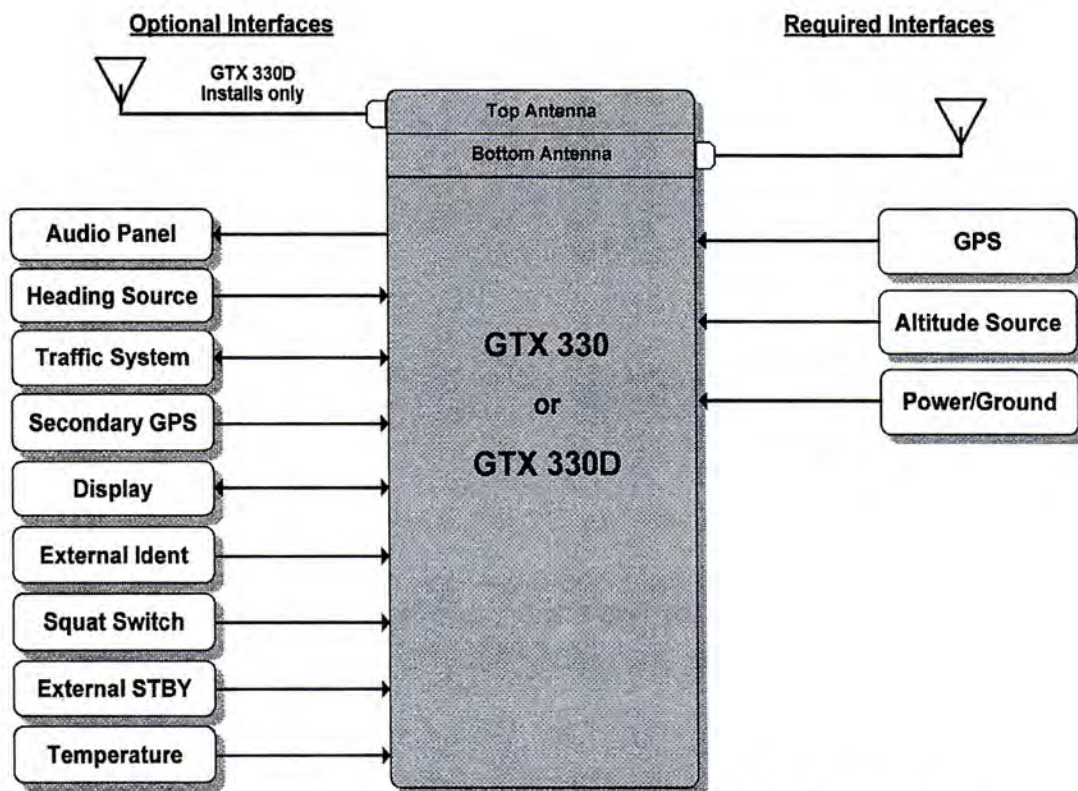 Optional Interfaces
Required Interfaces
GTX 330D
Installs only
Top Antenna
Bottom Antenna
Audio Panel
Heading Source
Traffic System
Secondary GPS
Display
External Ident
Squat Switch
External STBY
Temperature
GTX 330
or
GTX 330D
GPS
Altitude Source
Power/Ground